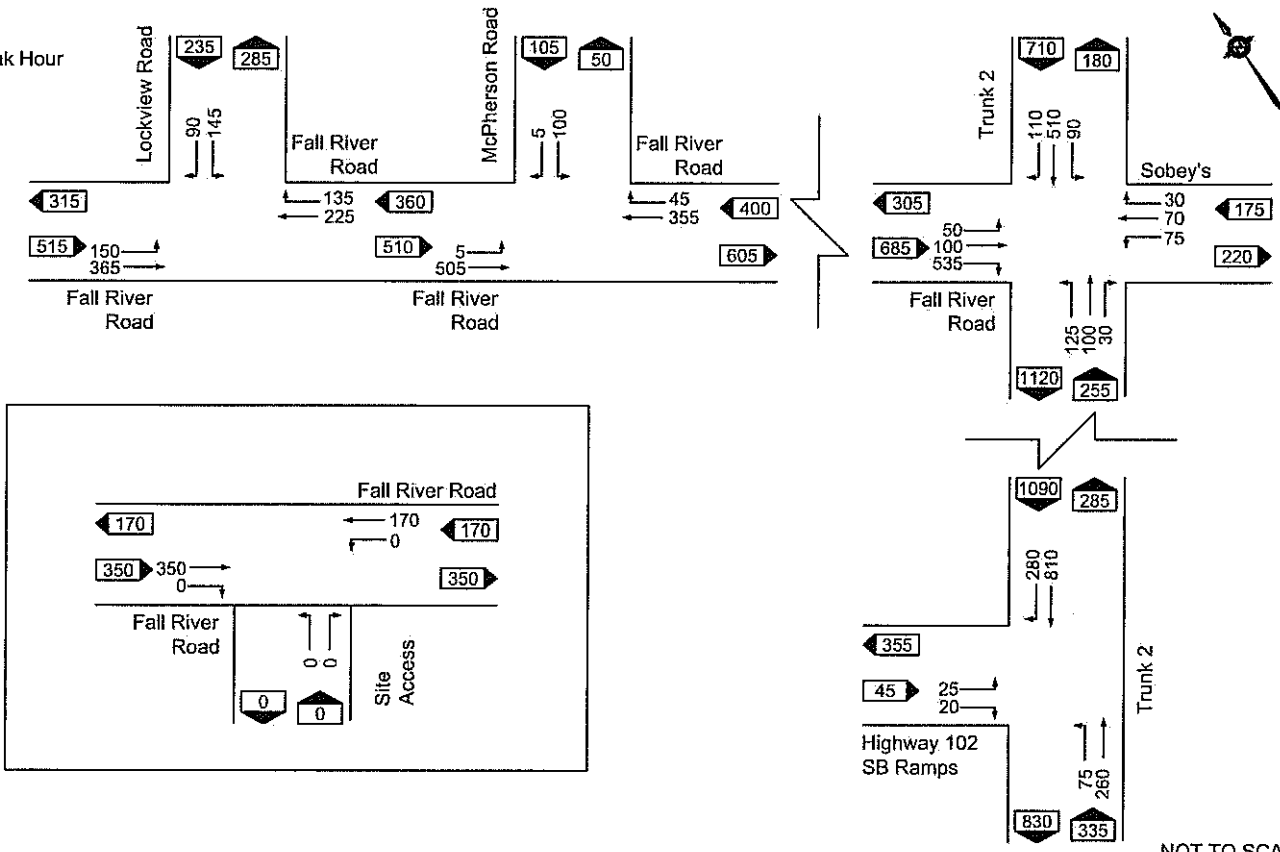 ak Hour
Lockview Road
235
285
90
145
Fall River
Road
315
135
225
360
515
150
365
Fall River
Road
McPherson Road
105
50
5
100
Fall River
Road
45
355
400
510
5
505
605
Fall River
Road
Trunk 2
710
180
110
510
90
Sobey's
305
30
70
75
175
685
50
100
535
220
Fall River
Road
125
100
30
1120
255
Fall River Road
170
170
0
170
350
350
0
350
Fall River
Road
0
0
Site
Access
0
0
1090
285
280
810
355
45
25
20
Highway 102
SB Ramps
Trunk 2
75
260
830
335
NOT TO SCA